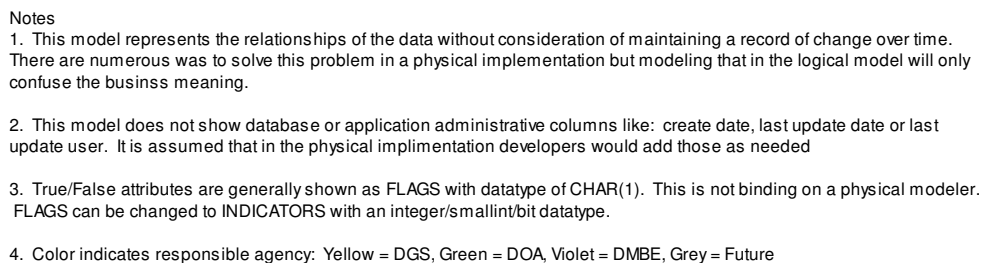 Notes
1. This model represents the relationships of the data without consideration of maintaining a record of change over time.
There are numerous was to solve this problem in a physical implementation but modeling that in the logical model will only
confuse the businss meaning.
2. This model does not show database or application administrative columns like: create date, last update date or last
update user. It is assumed that in the physical implimentation developers would add those as needed
3. True/False attributes are generally shown as FLAGS with datatype of CHAR(1). This is not binding on a physical modeler.
FLAGS can be changed to INDICATORS with an integer/smallint/bit datatype.
4. Color indicates responsible agency: Yellow = DGS, Green = DOA, Violet = DMBE, Grey = Future